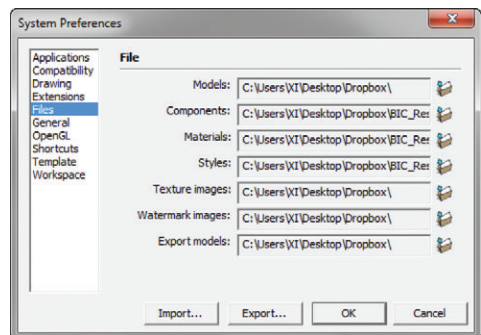 System Preferences
Applications
Compatibility
Drawing
Extensions
Files
General
OpenGL
Shortcuts
Template
Workspace
File
Models: C:\Users\XI\Desktop\Dropbox\
Components: C:\Users\XI\Desktop\Dropbox\BIC_Res
Materials: C:\Users\XI\Desktop\Dropbox\BIC_Res
Styles: C:\Users\XI\Desktop\Dropbox\BIC_Res
Texture images: C:\Users\XI\Desktop\Dropbox\
Watermark images: C:\Users\XI\Desktop\Dropbox\
Export models: C:\Users\XI\Desktop\Dropbox\
Import... Export... OK Cancel